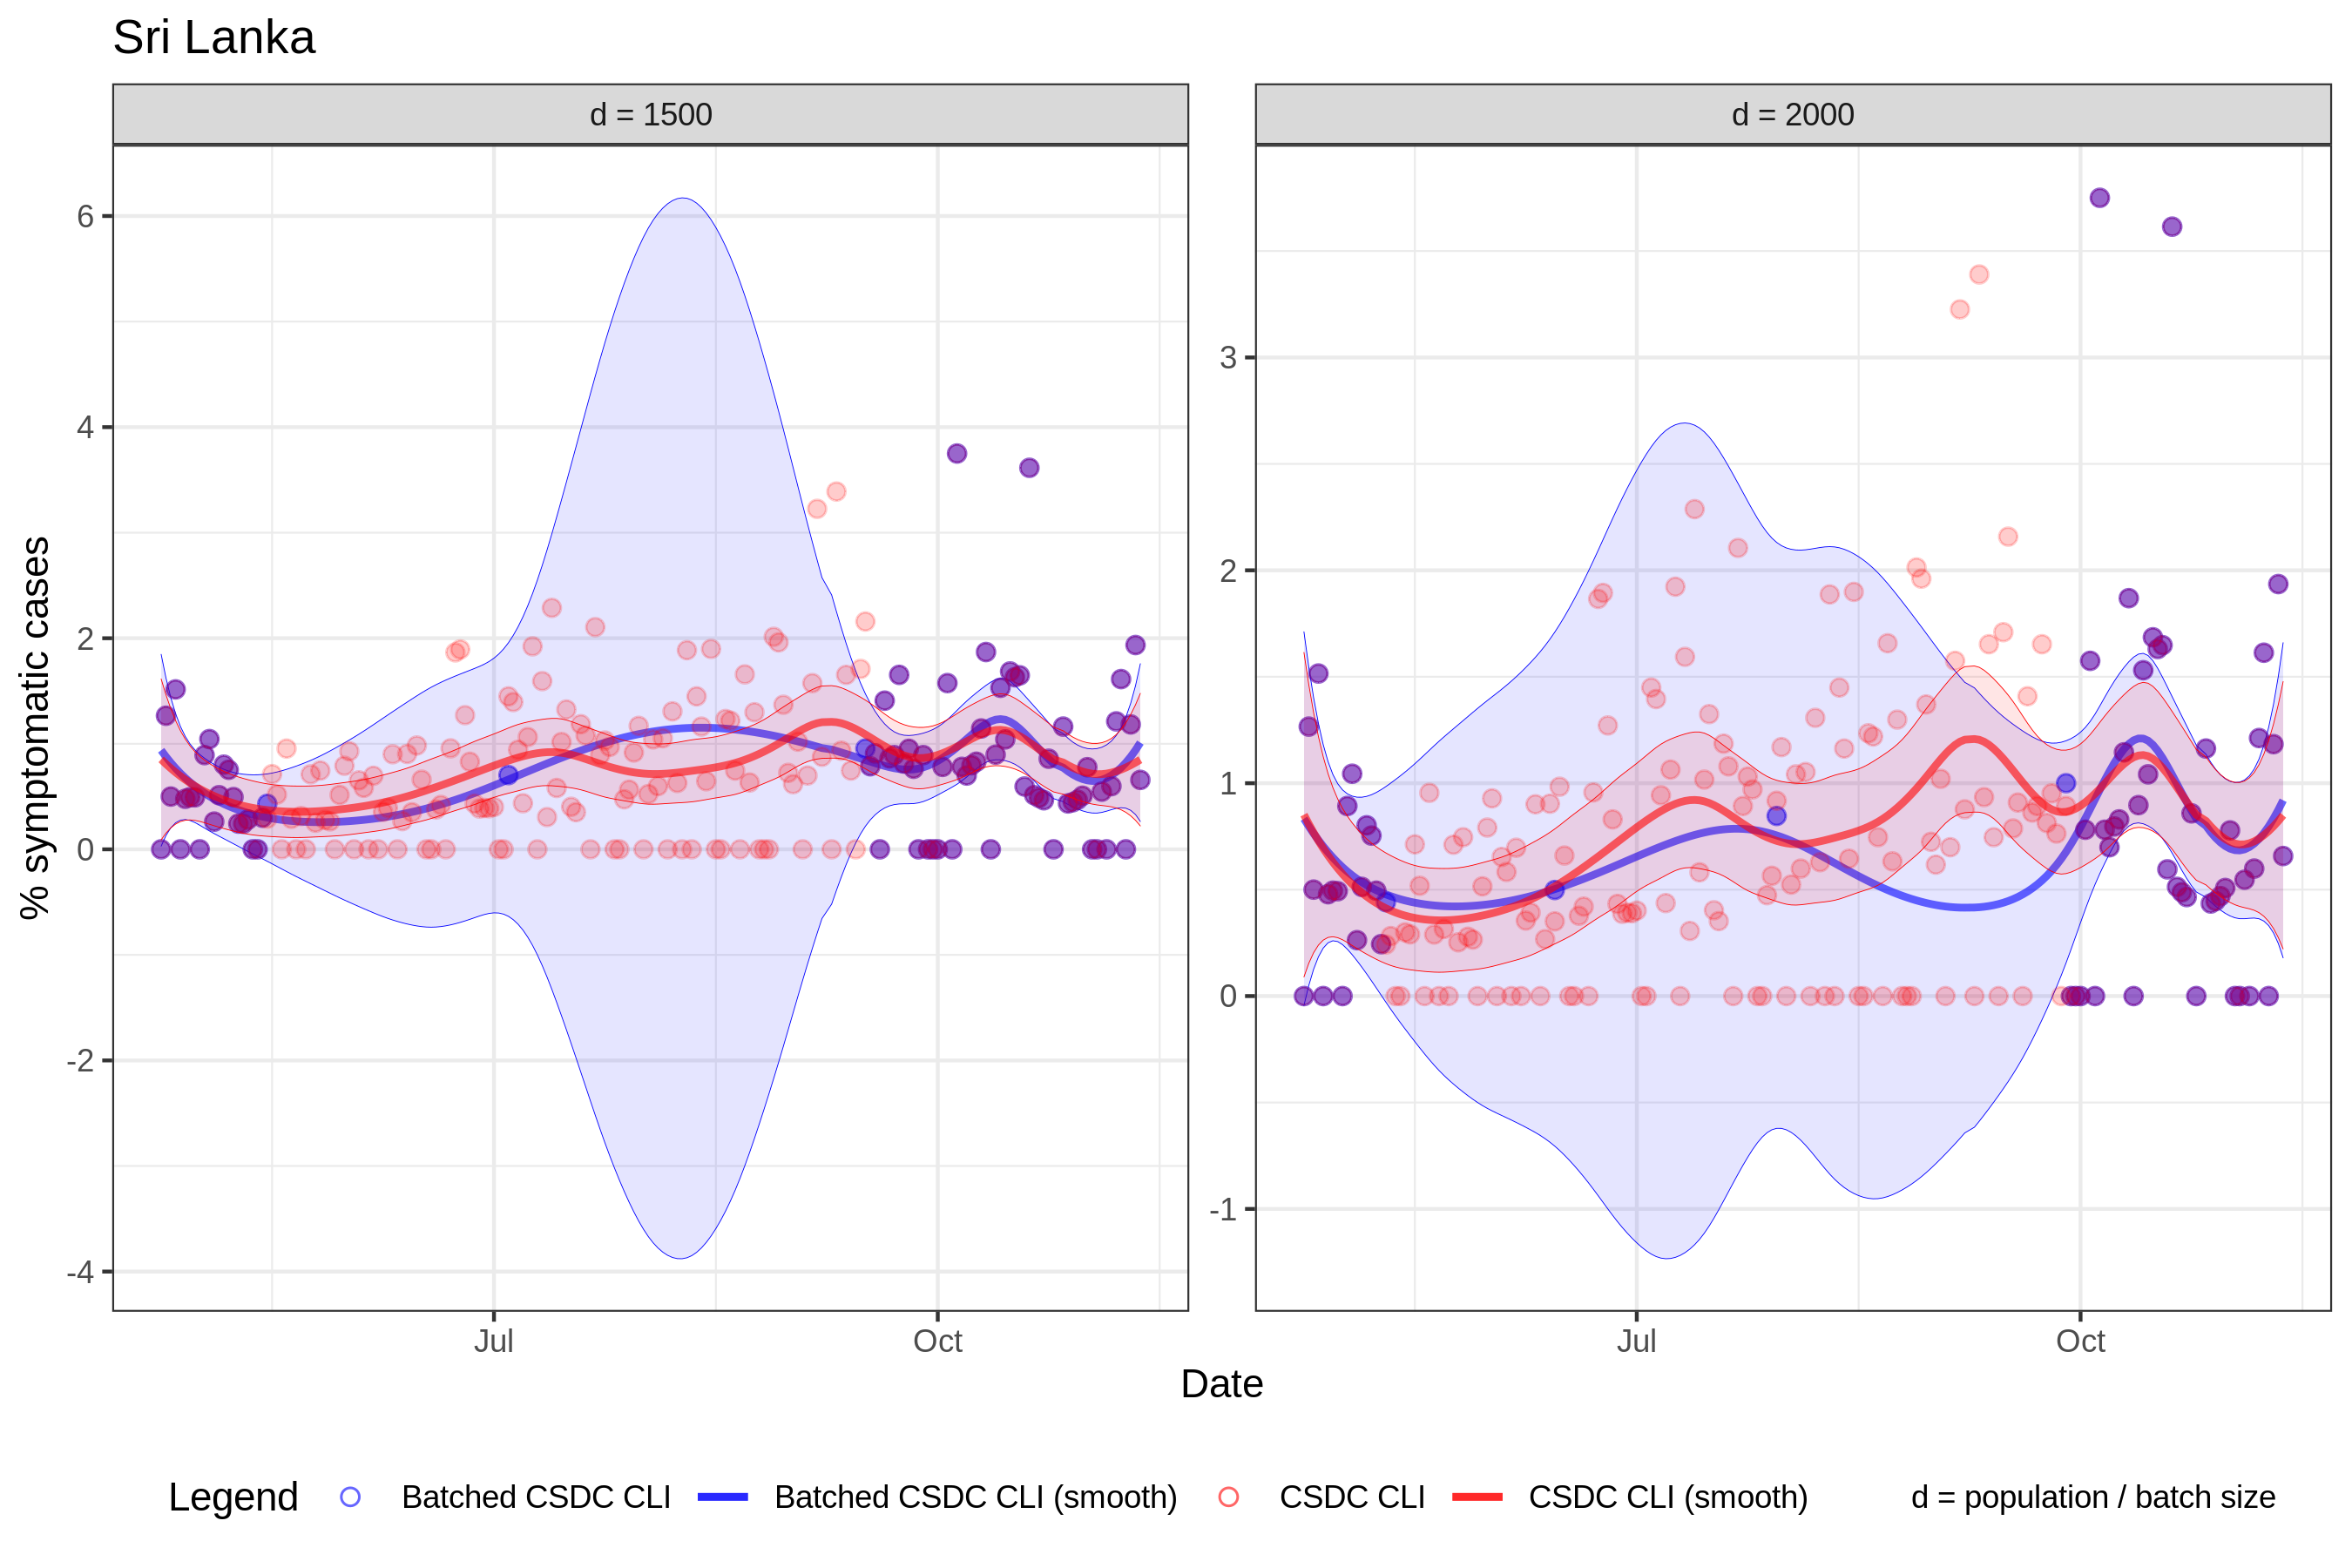 Sri Lanka
d = 1500
d = 2000
% symptomatic cases
6
4
2
0
-2
-4
3
2
1
0
-1
Jul
Oct
Jul
Oct
Date
Legend
Batched CSDC CLI
Batched CSDC CLI (smooth)
CSDC CLI
CSDC CLI (smooth)
d = population / batch size